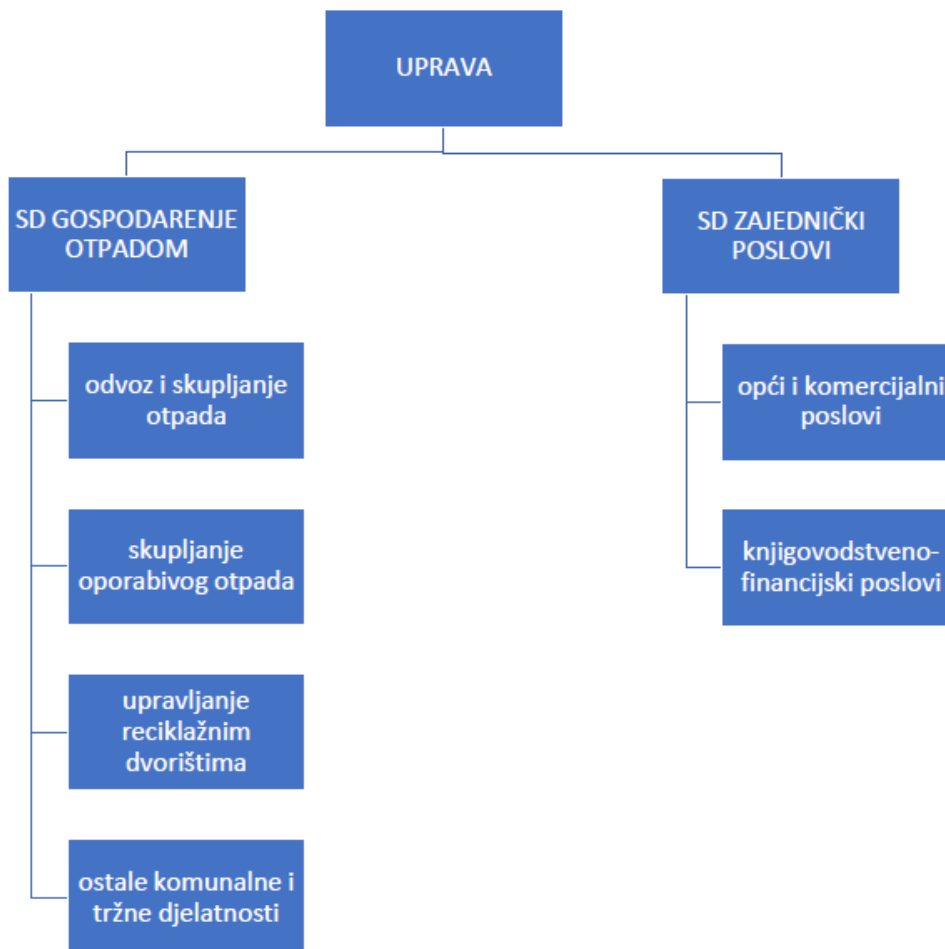 UPRAVA
SD GOSPODARENJE
OTPADOM
odvoz i skupljanje
otpada
skupljanje
oporabivog otpada
upravljanje
reciklažnim
dvorištima
ostale komunalne i
tržne djelatnosti
SD ZAJEDNIČKI
POSLOVI
opći i komercijalni
poslovi
knjigovodstveno-
financijski poslovi